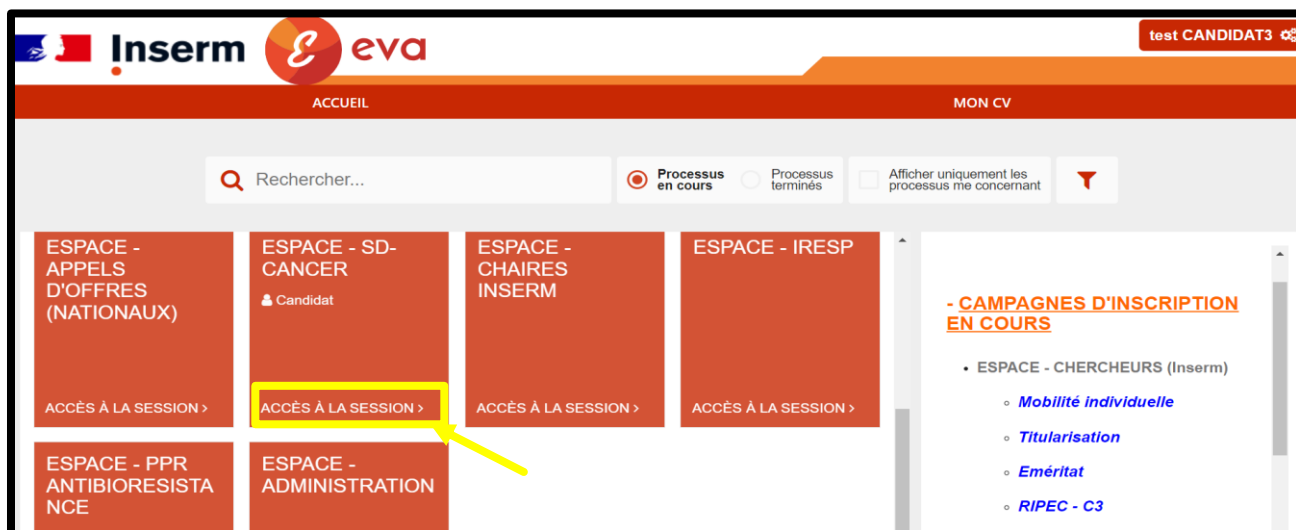 Inserm
eva
test CANDIDAT3
ACCUEIL
MON CV
Rechercher...
Processus
en cours
Processus
terminés
Afficher uniquement les
processus me concernant
ESPACE -
APPELS
D'OFFRES
(NATIONAUX)
ACCÈS À LA SESSION >
ESPACE - SD-
CANCER
Candidat
ACCÈS À LA SESSION >
ESPACE -
CHAIRES
INSERM
ACCÈS À LA SESSION >
ESPACE - IRESP
ACCÈS À LA SESSION >
ESPACE - PPR
ANTIBIORESISTA
NCE
ESPACE -
ADMINISTRATION
- CAMPAGNES D'INSCRIPTION
EN COURS
• ESPACE - CHERCHEURS (Inserm)
◦ Mobilité individuelle
◦ Titularisation
◦ Eméritat
◦ RIPEC - C3